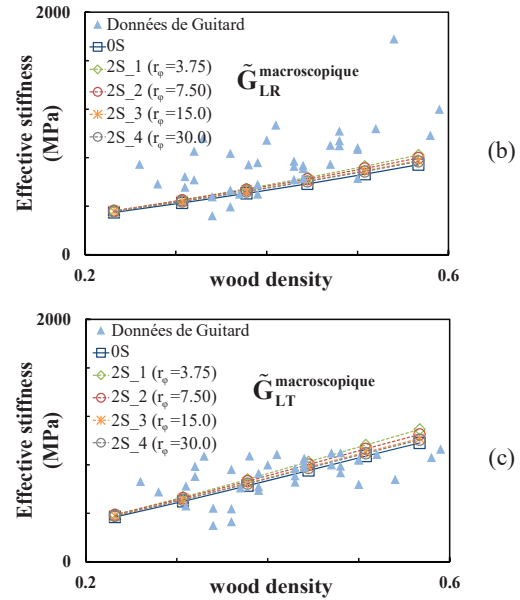 2000
Données de Guitard
0S
2S_1 (rφ=3.75)
2S_2 (rφ=7.50)
2S_3 (rφ=15.0)
2S_4 (rφ=30.0)
G̃LR macroscopique
Effective stiffness
(MPa)
0
0.2
0.6
wood density
(b)
2000
Données de Guitard
0S
2S_1 (rφ=3.75)
2S_2 (rφ=7.50)
2S_3 (rφ=15.0)
2S_4 (rφ=30.0)
G̃LT macroscopique
Effective stiffness
(MPa)
0
0.2
0.6
wood density
(c)